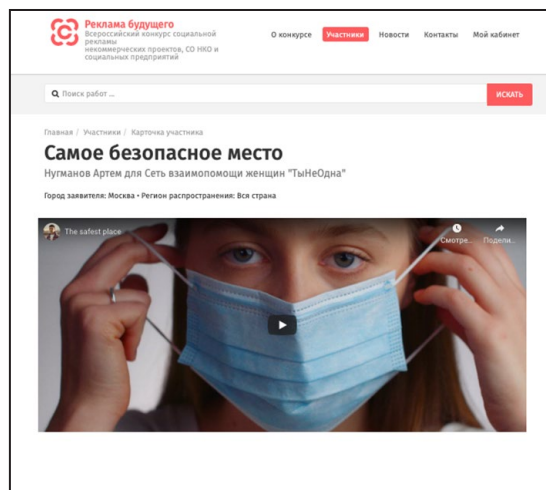 Реклама будущего
Всероссийский конкурс социальной
рекламы
некоммерческих проектов, СО НКО и
социальных предприятий
О конкурсе Участники Новости Контакты Мой кабинет
Поиск работ ...
ИСКАТЬ
Главная / Участники / Карточка участника
Самое безопасное место
Нугманов Артем для Сеть взаимопомощи женщин "ТыНеОдна"
Город заявителя: Москва • Регион распространения: Вся страна
The safest place
Смотре...
Подели...